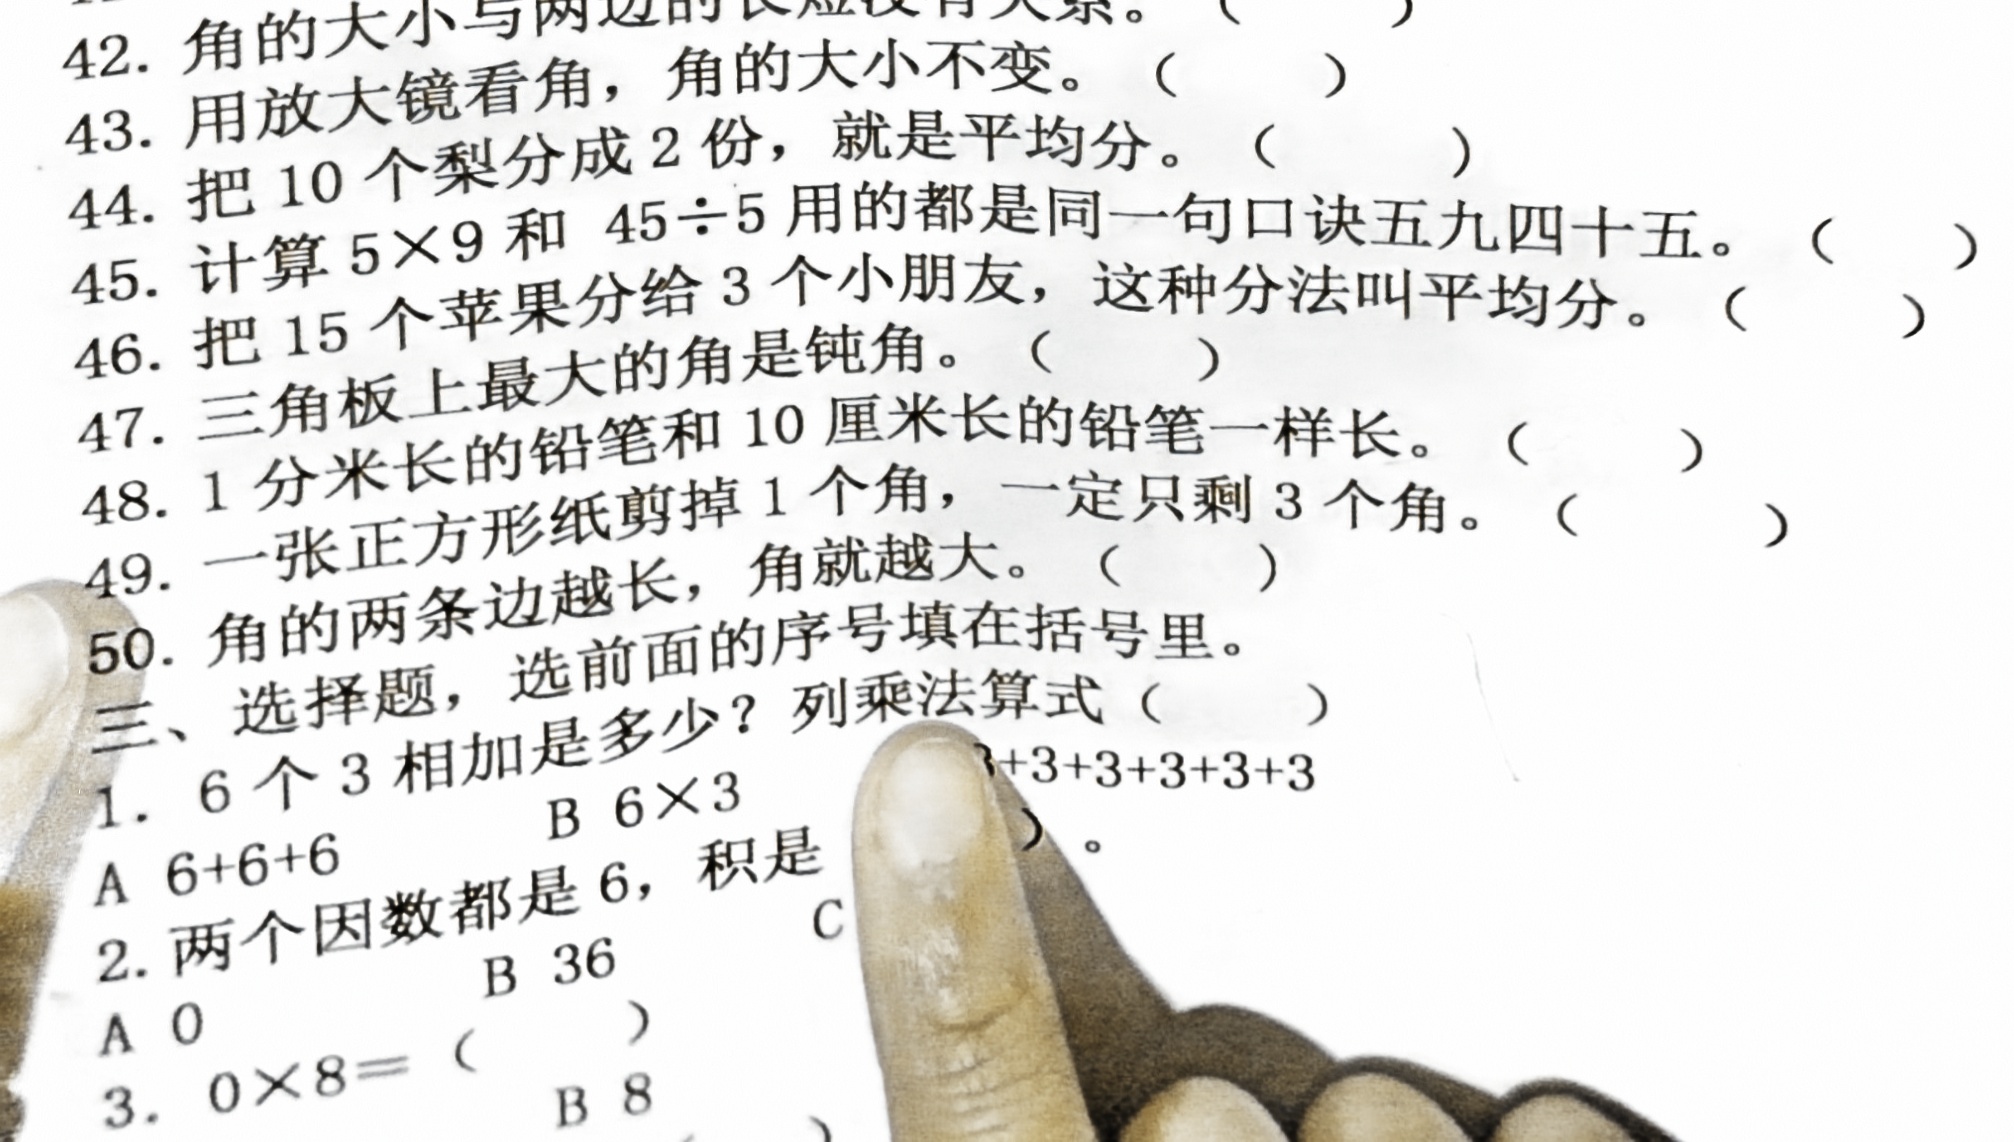 42. 角的大小与两边的长短没有关系。（　　）
43. 用放大镜看角，角的大小不变。（　　）
44. 把 10 个梨分成 2 份，就是平均分。（　　）
45. 计算 5×9 和 45÷5 用的都是同一句口诀五九四十五。（　　）
46. 把 15 个苹果分给 3 个小朋友，这种分法叫平均分。（　　）
47. 三角板上最大的角是钝角。（　　）
48. 1 分米长的铅笔和 10 厘米长的铅笔一样长。（　　）
49. 一张正方形纸剪掉 1 个角，一定只剩 3 个角。（　　）
50. 角的两条边越长，角就越大。（　　）
三、选择题，选前面的序号填在括号里。
1. 6 个 3 相加是多少？列乘法算式（　　）
A 6+6+6 B 6×3 3+3+3+3+3+3
2. 两个因数都是 6，积是 ）。
A 0 B 36 C
3. 0×8=（　　）
B 8